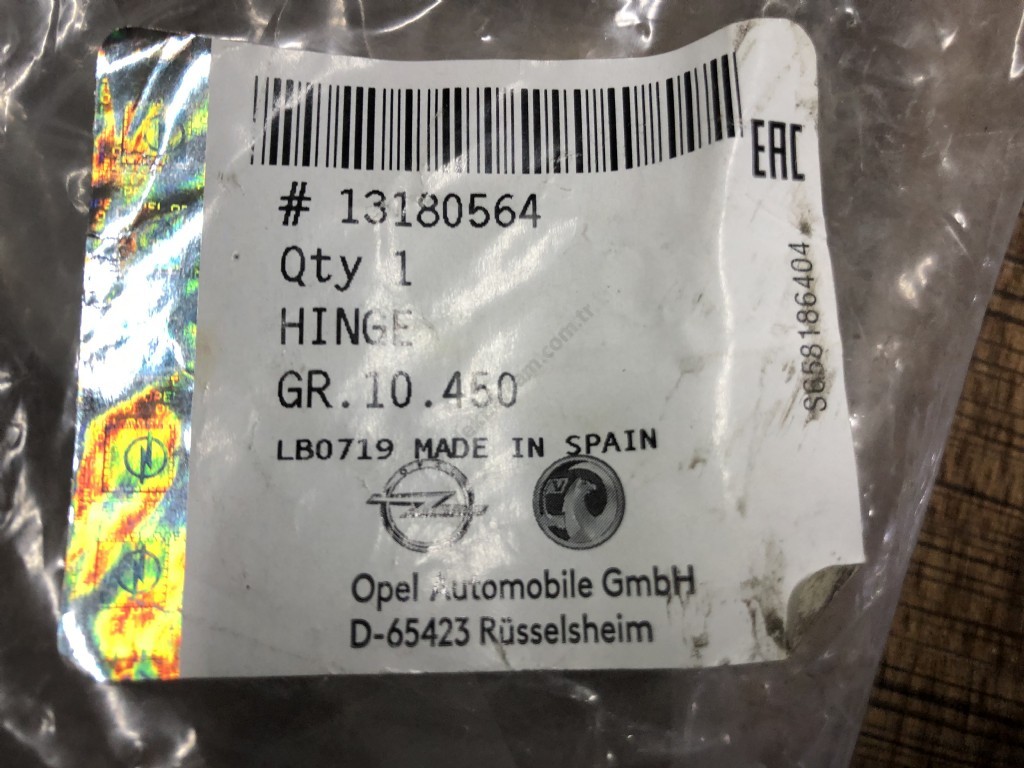 # 13180564
Qty 1
HINGE
GR.10.450
LB0719 MADE IN SPAIN
Opel Automobile GmbH
D-65423 Rüsselsheim
EAC
S658186404